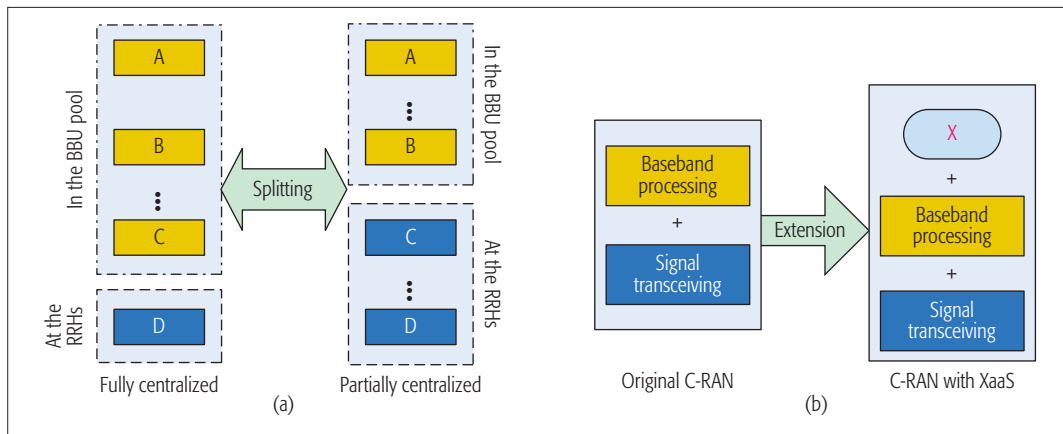 In the BBU pool
A
B
C
At the
RRHs
D
Fully centralized
Splitting
In the BBU pool
A
B
At the RRHs
C
D
Partially centralized
(a)
Baseband
processing
+
Signal
transceiving
Original C-RAN
Extension
X
+
Baseband
processing
+
Signal
transceiving
C-RAN with XaaS
(b)